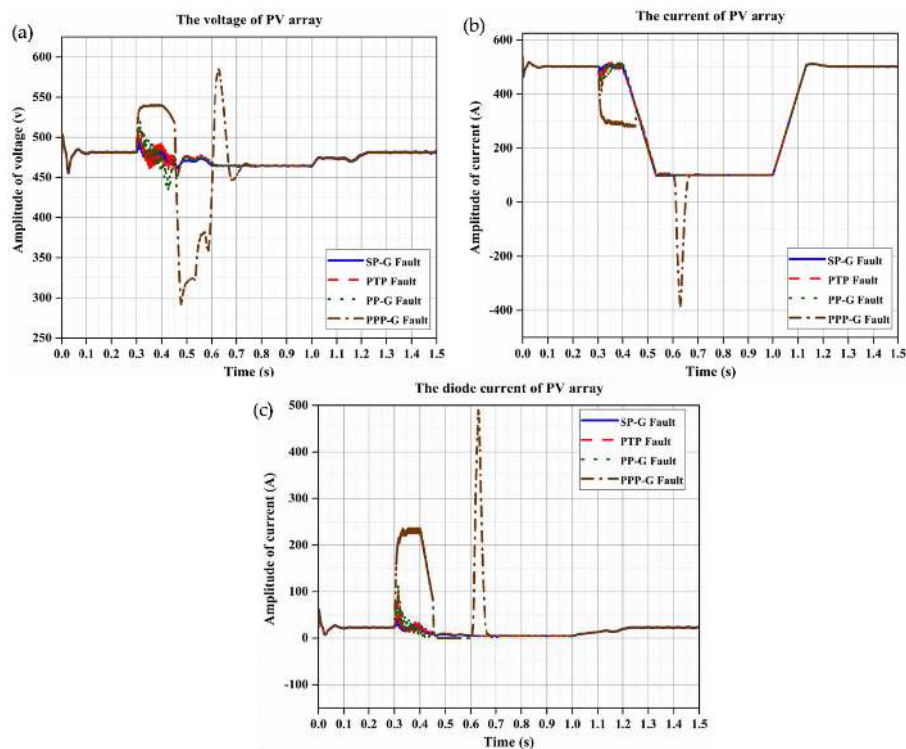 (a)
The voltage of PV array
Amplitude of voltage (v)
600
550
500
450
400
350
300
250
SP-G Fault
PTP Fault
PP-G Fault
PPP-G Fault
0.0 0.1 0.2 0.3 0.4 0.5 0.6 0.7 0.8 0.9 1.0 1.1 1.2 1.3 1.4 1.5
Time (s)
(b)
The current of PV array
Amplitude of current (A)
600
400
200
0
-200
-400
SP-G Fault
PTP Fault
PP-G Fault
PPP-G Fault
0.0 0.1 0.2 0.3 0.4 0.5 0.6 0.7 0.8 0.9 1.0 1.1 1.2 1.3 1.4 1.5
Time (s)
The diode current of PV array
(c)
Amplitude of current (A)
500
400
300
200
100
0
-100
SP-G Fault
PTP Fault
PP-G Fault
PPP-G Fault
0.0 0.1 0.2 0.3 0.4 0.5 0.6 0.7 0.8 0.9 1.0 1.1 1.2 1.3 1.4 1.5
Time (s)